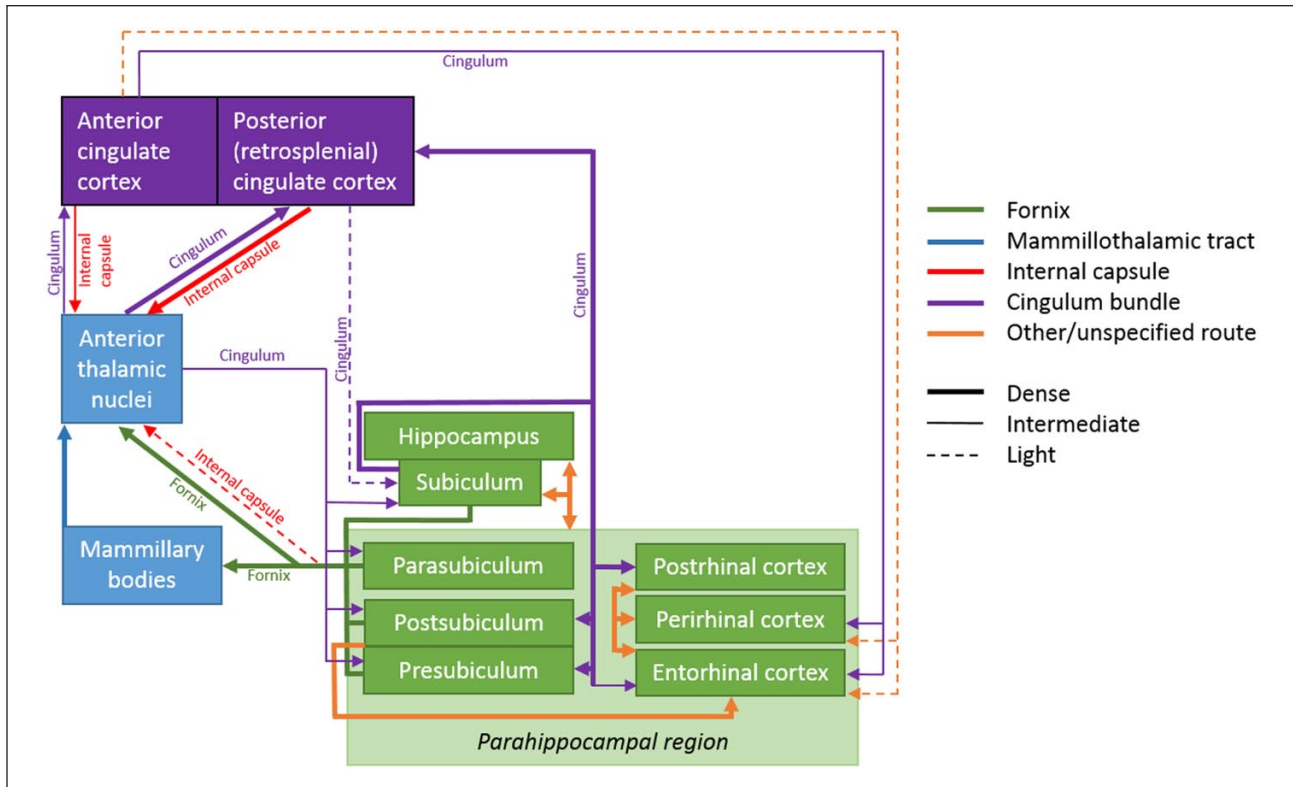 Cingulum
Anterior
cingulate
cortex
Posterior
(retrosplenial)
cingulate cortex
Cingulum
Internal
capsule
Cingulum
Internal capsule
Cingulum
Cingulum
Anterior
thalamic
nuclei
Cingulum
Internal capsule
Fornix
Hippocampus
Subiculum
Mammillary
bodies
Fornix
Parasubiculum
Postsubiculum
Presubiculum
Postrhinal cortex
Perirhinal cortex
Entorhinal cortex
Parahippocampal region
Fornix
Mammillothalamic tract
Internal capsule
Cingulum bundle
Other/unspecified route
Dense
Intermediate
Light